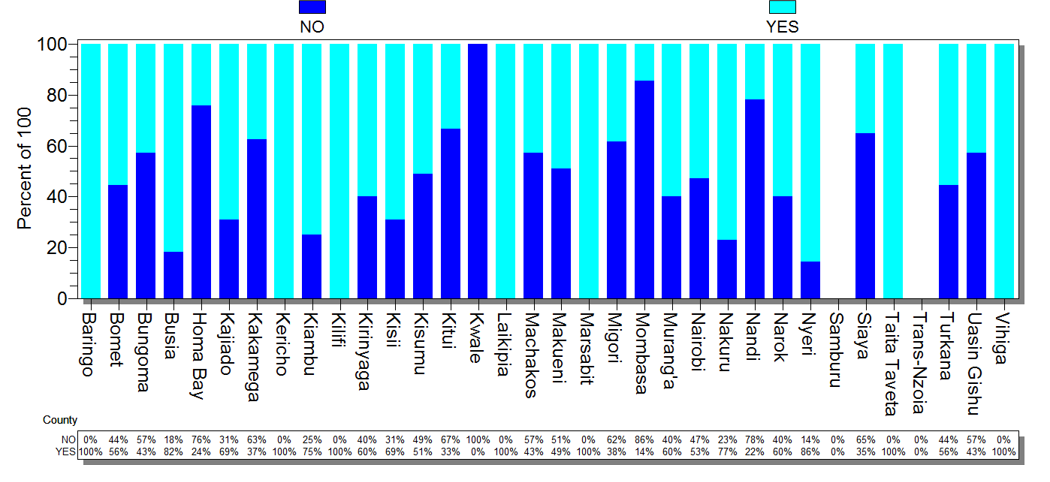 NO YES
Percent of 100
100
80
60
40
20
0
Baringo
Bomet
Bungoma
Busia
Homa Bay
Kajiado
Kakamega
Kericho
Kiambu
Kilifi
Kirinyaga
Kisii
Kisumu
Kitui
Kwale
Laikipia
Machakos
Makueni
Marsabit
Migori
Mombasa
Murang'a
Nairobi
Nakuru
Nandi
Narok
Nyeri
Samburu
Siaya
Taita Taveta
Trans-Nzoia
Turkana
Uasin Gishu
Vihiga
County
NO 0% 44% 57% 18% 76% 31% 63% 0% 25% 0% 40% 31% 49% 67% 100% 0% 57% 51% 0% 62% 86% 40% 47% 23% 78% 40% 14% 0% 65% 0% 0% 44% 57% 0%
YES 100% 56% 43% 82% 24% 69% 37% 100% 75% 100% 60% 69% 51% 33% 0% 100% 43% 49% 100% 38% 14% 60% 53% 77% 22% 60% 86% 0% 35% 100% 0% 56% 43% 100%